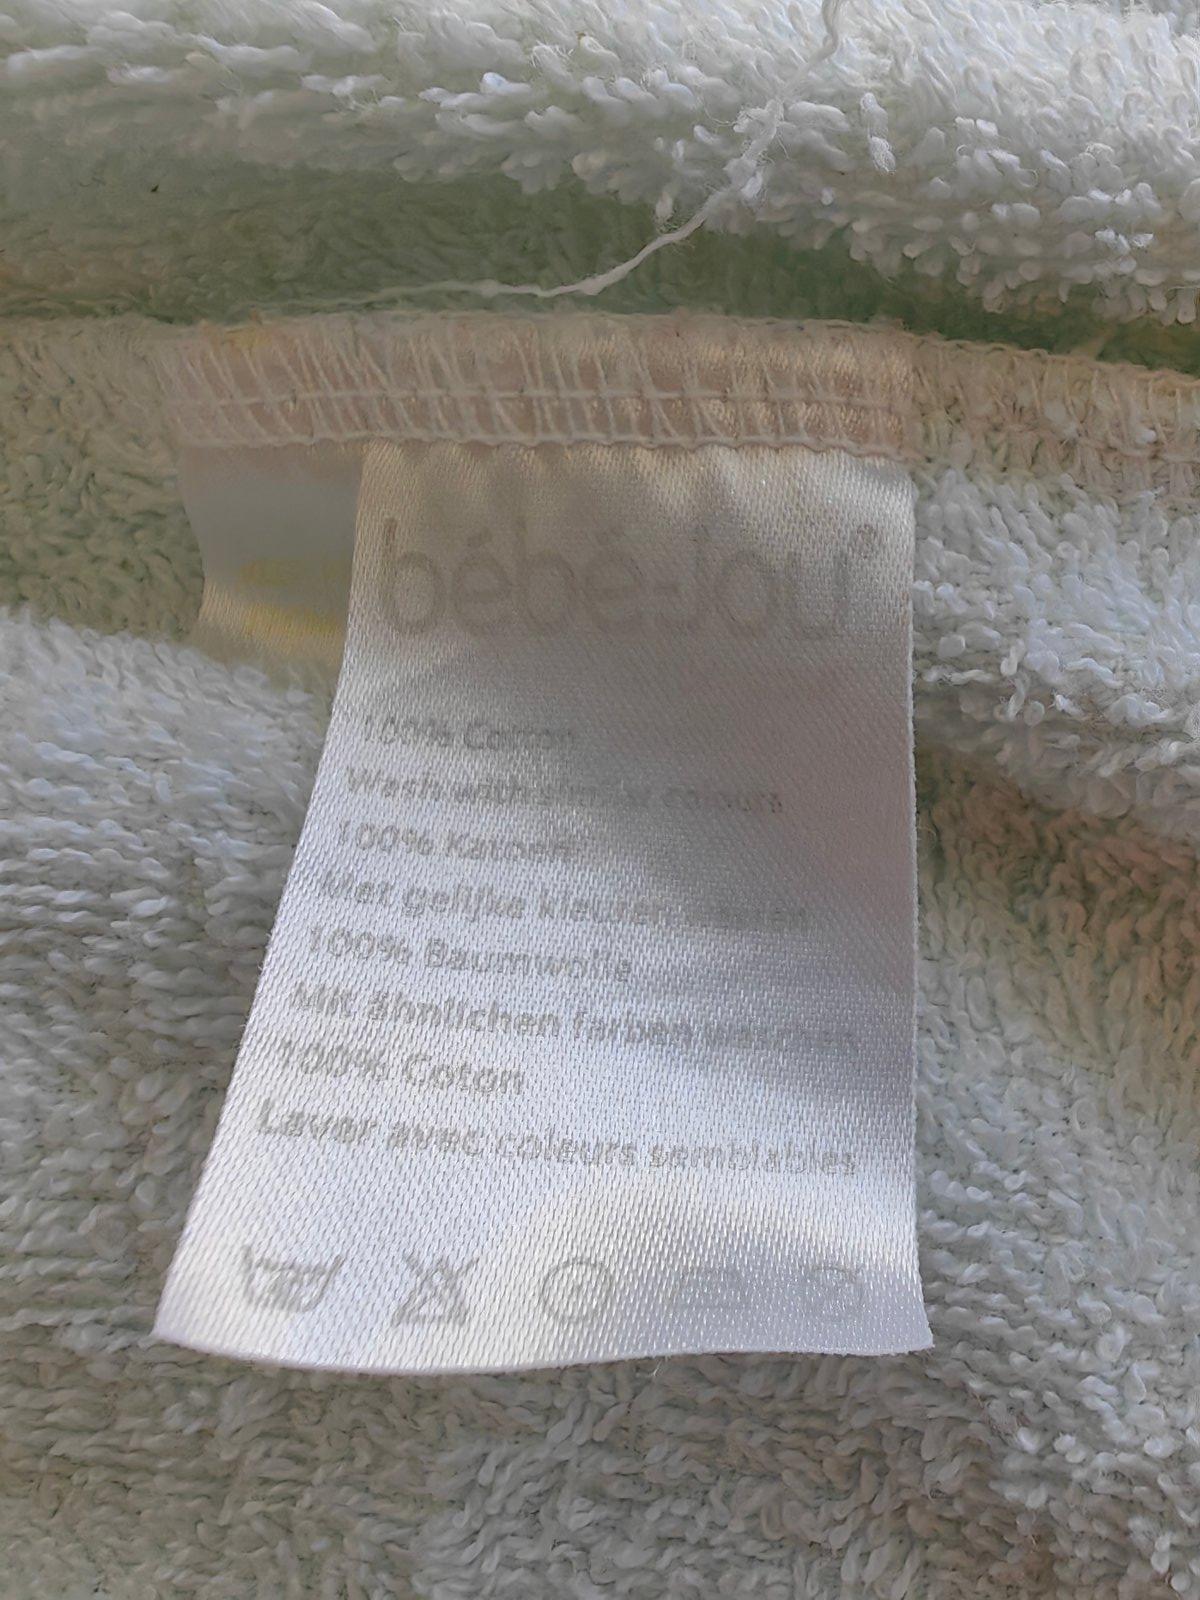 bébé-jou®
100% Cotton
Wash with similar colours
100% Katoen
Met gelijke kleuren wassen
100% Baumwolle
Mit ähnlichen farben waschen
100% Coton
Laver avec coleurs semblables